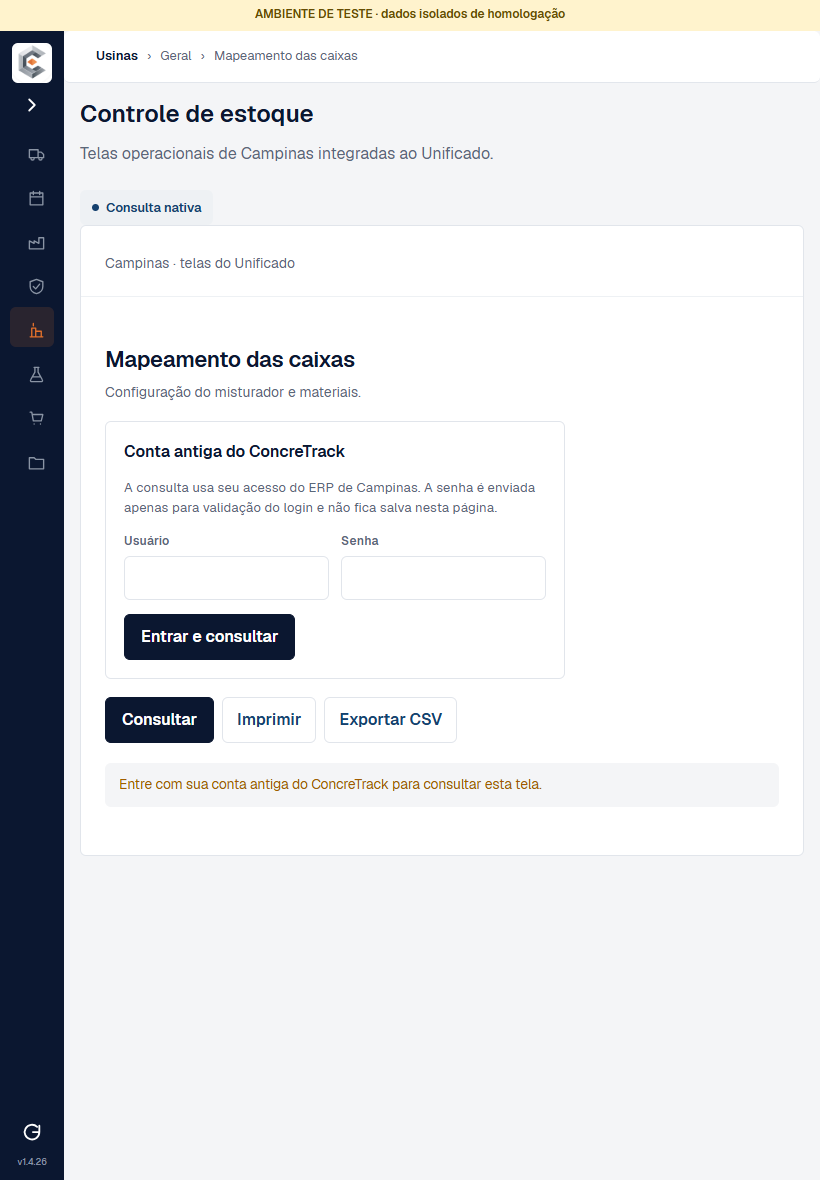 AMBIENTE DE TESTE · dados isolados de homologação
Usinas › Geral › Mapeamento das caixas
Controle de estoque
Telas operacionais de Campinas integradas ao Unificado.
Consulta nativa
Campinas · telas do Unificado
Mapeamento das caixas
Configuração do misturador e materiais.
Conta antiga do ConcreTrack
A consulta usa seu acesso do ERP de Campinas. A senha é enviada
apenas para validação do login e não fica salva nesta página.
Usuário Senha
Entrar e consultar
Consultar Imprimir Exportar CSV
Entre com sua conta antiga do ConcreTrack para consultar esta tela.
v1.4.26